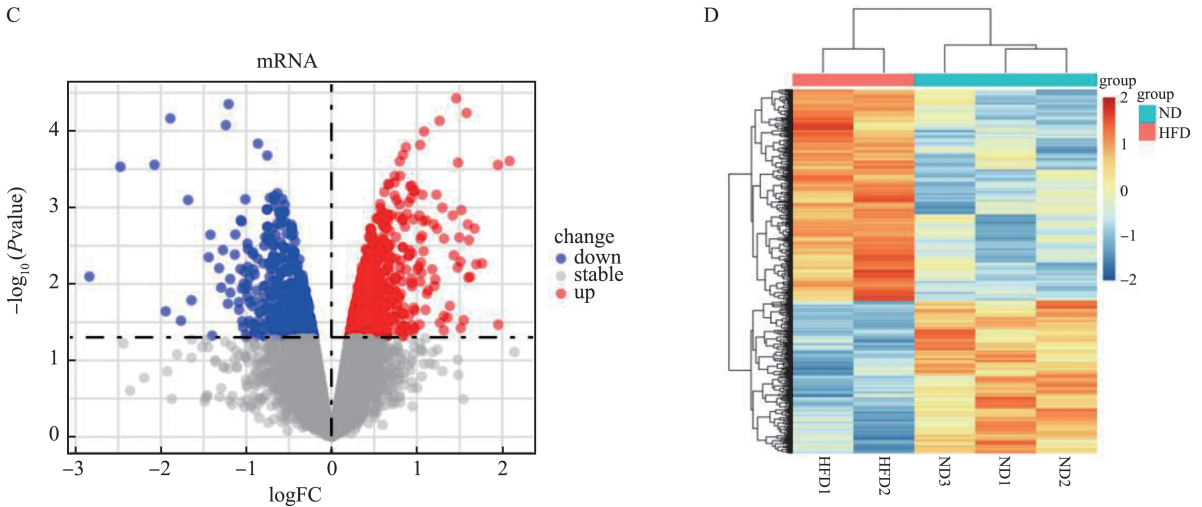 C
mRNA
−log10 (Pvalue)
4
3
2
1
0
−3
−2
−1
0
1
2
logFC
change
down
stable
up
D
group
2
1
0
−1
−2
group
ND
HFD
HFD1
HFD2
ND3
ND1
ND2